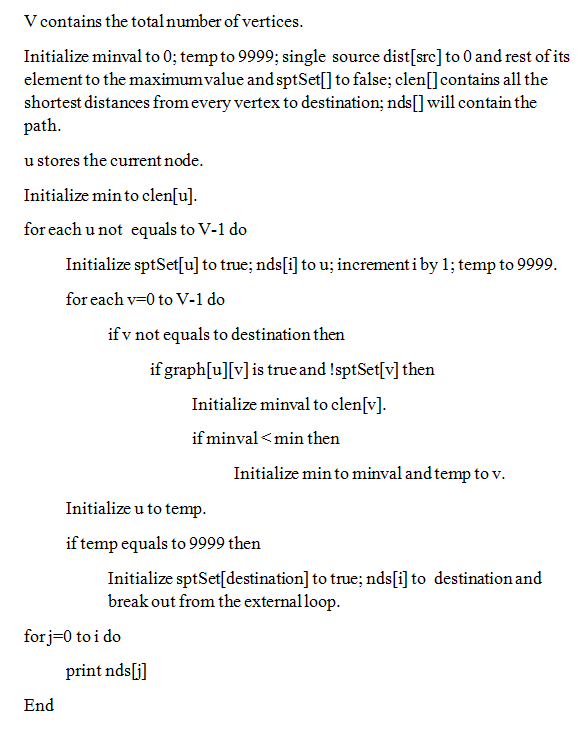 V contains the total number of vertices.
Initialize minval to 0; temp to 9999; single source dist[src] to 0 and rest of its
element to the maximum value and sptSet[] to false; clen[] contains all the
shortest distances from every vertex to destination; nds[] will contain the
path.
u stores the current node.
Initialize min to clen[u].
for each u not equals to V-1 do
Initialize sptSet[u] to true; nds[i] to u; increment i by 1; temp to 9999.
for each v=0 to V-1 do
if v not equals to destination then
if graph[u][v] is true and !sptSet[v] then
Initialize minval to clen[v].
if minval < min then
Initialize min to minval and temp to v.
Initialize u to temp.
if temp equals to 9999 then
Initialize sptSet[destination] to true; nds[i] to destination and
break out from the external loop.
for j=0 to i do
print nds[j]
End